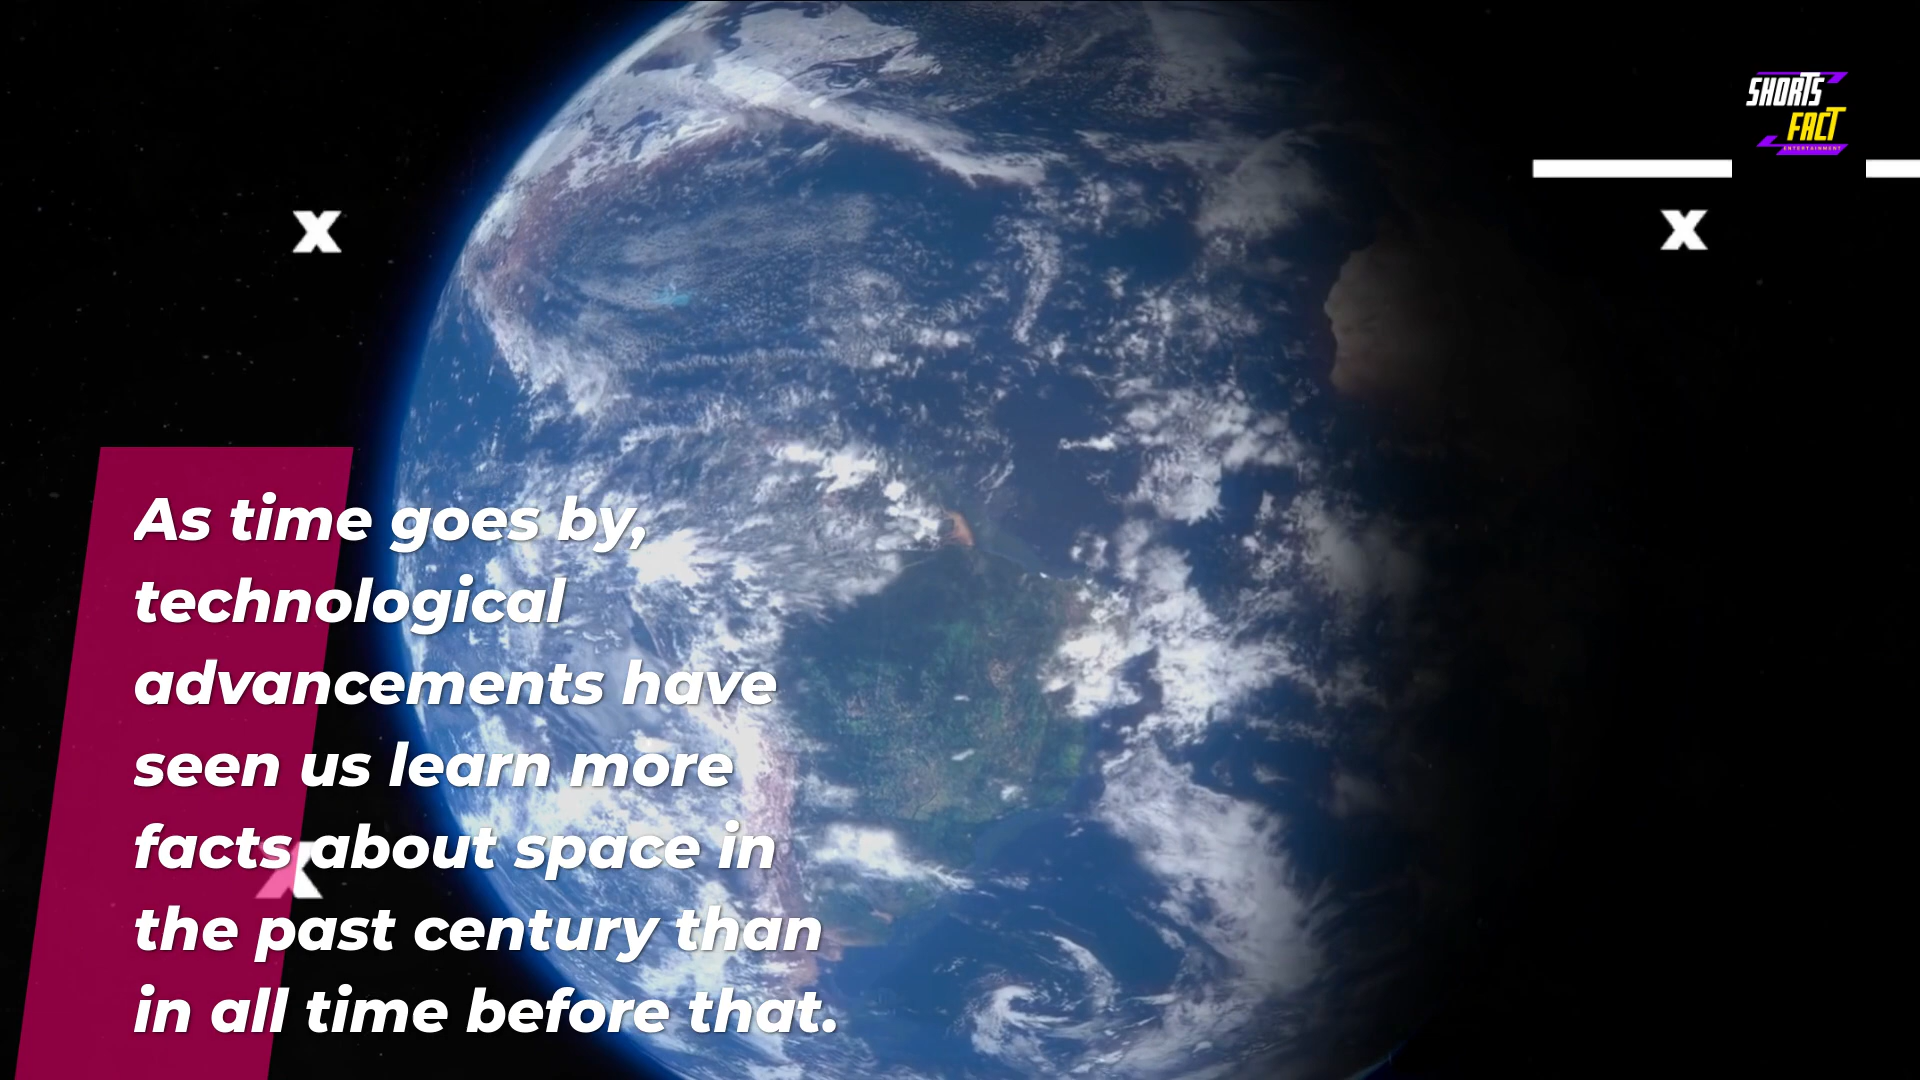 SHORTS
FACT
ENTERTAINMENT
As time goes by,
technological
advancements have
seen us learn more
facts about space in
the past century than
in all time before that.